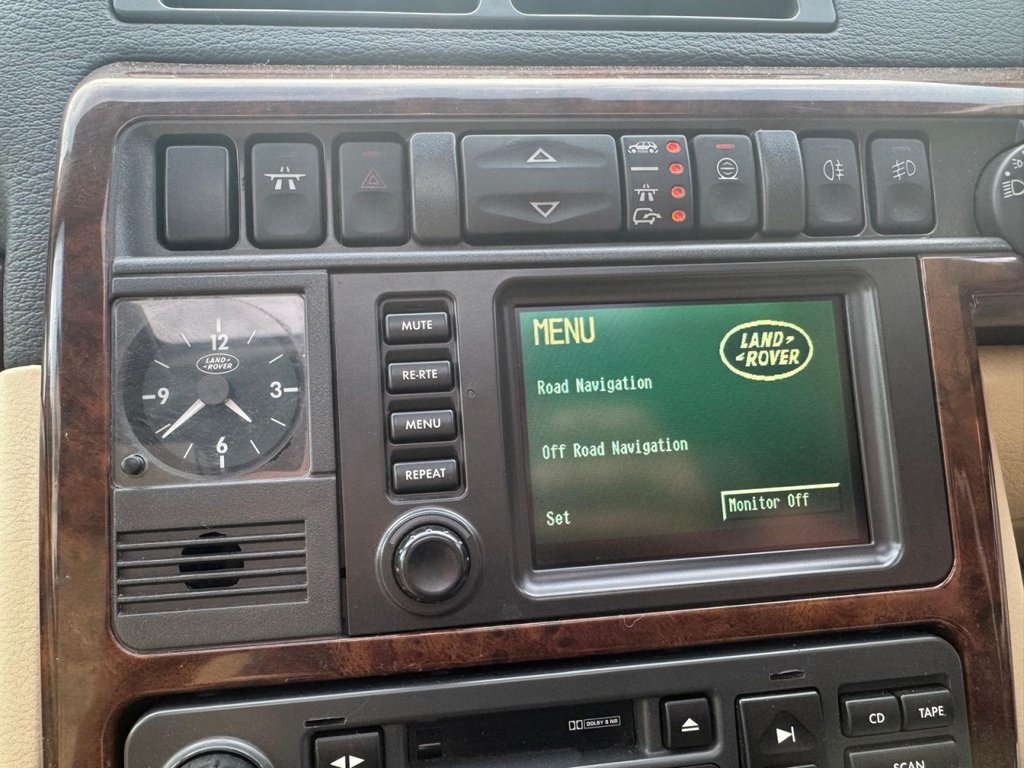 12
LAND-
-ROVER
9
3
6
MUTE
RE-RTE
MENU
REPEAT
MENU
LAND-
-ROVER
Road Navigation
Off Road Navigation
Set
Monitor Off
DOLBY B NR
CD
TAPE
SCAN